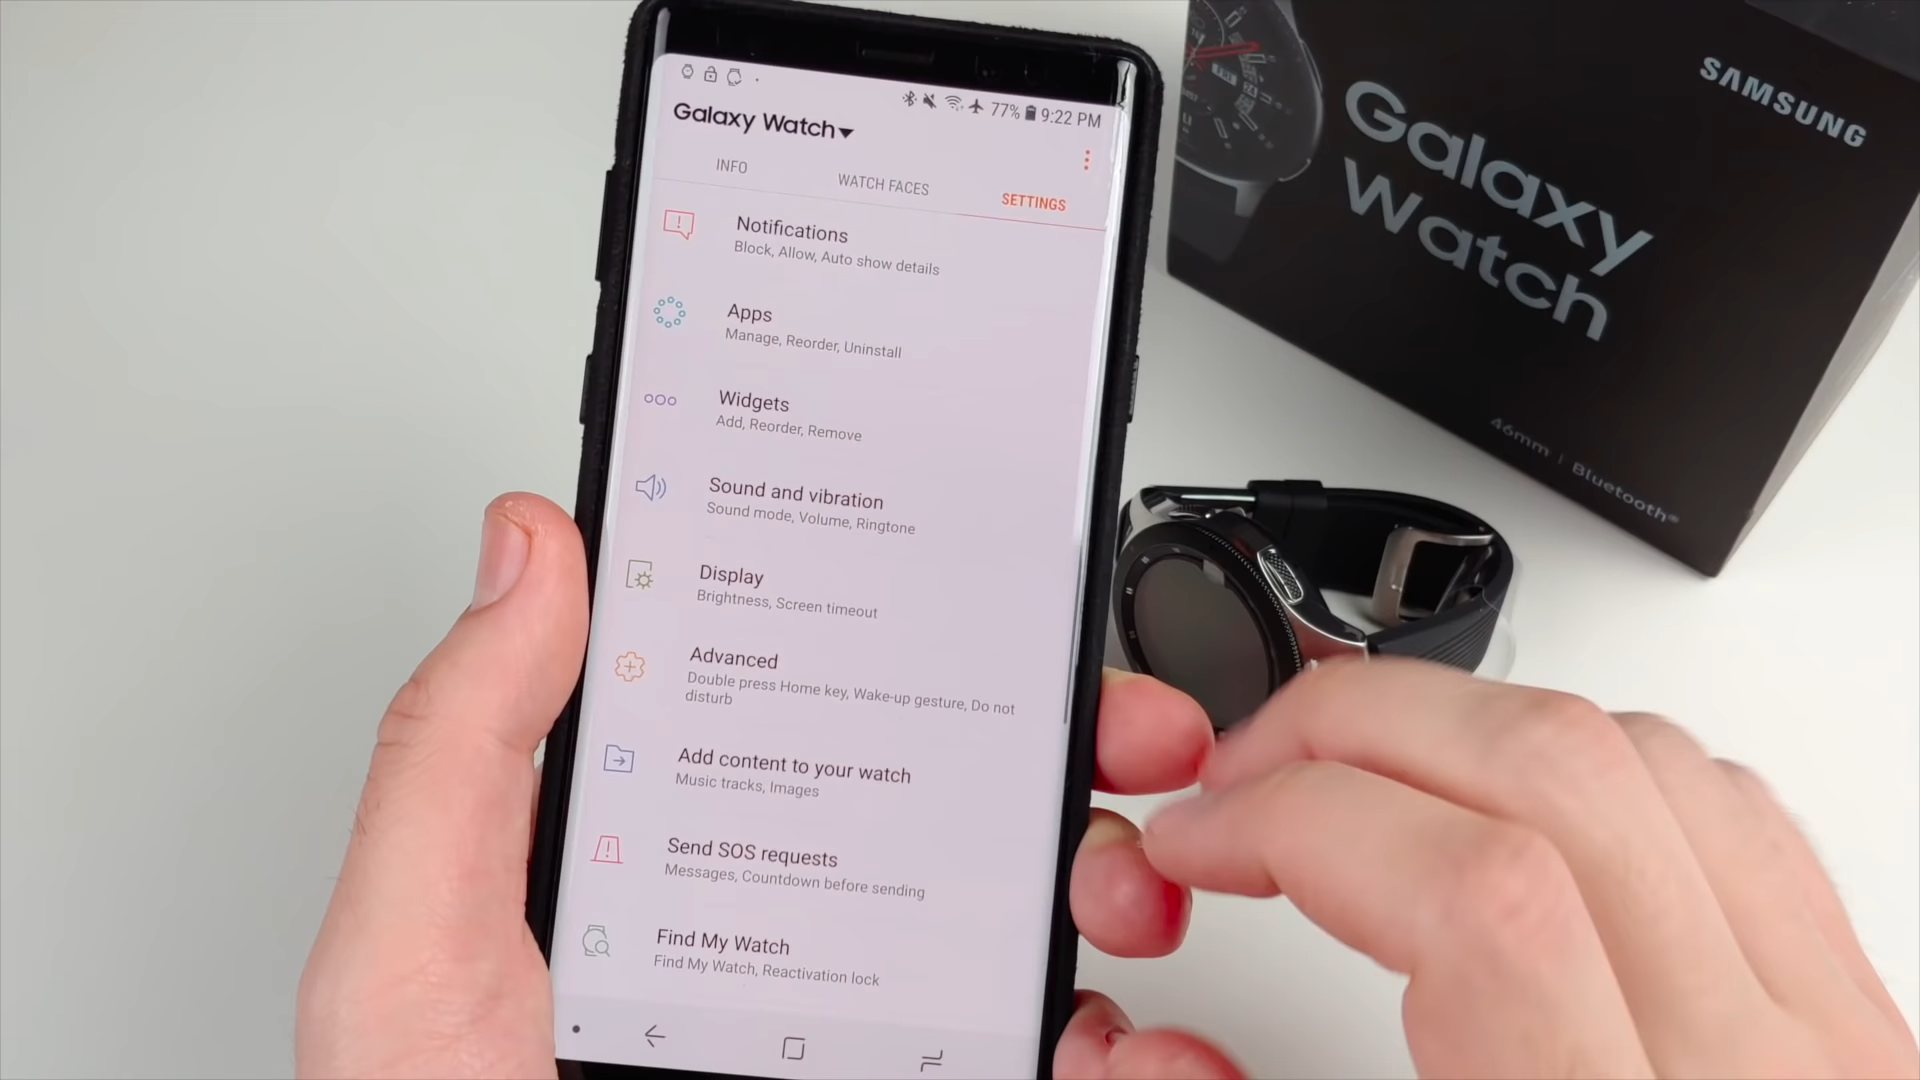 77% 9:22 PM
Galaxy Watch
INFO
WATCH FACES
SETTINGS
Notifications
Block, Allow, Auto show details
Apps
Manage, Reorder, Uninstall
Widgets
Add, Reorder, Remove
Sound and vibration
Sound mode, Volume, Ringtone
Display
Brightness, Screen timeout
Advanced
Double press Home key, Wake-up gesture, Do not
disturb
Add content to your watch
Music tracks, Images
Send SOS requests
Messages, Countdown before sending
Find My Watch
Find My Watch, Reactivation lock
SAMSUNG
Galaxy
Watch
46mm | Bluetooth®